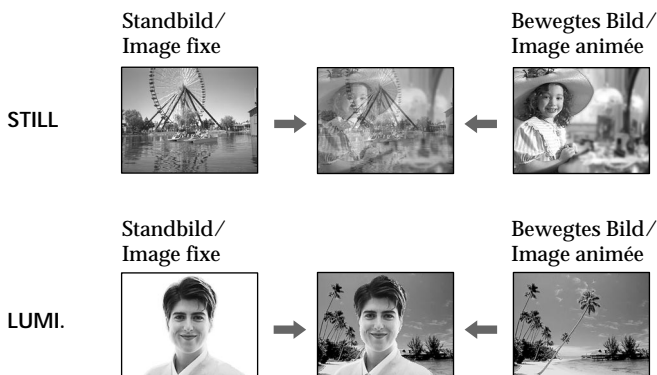 Standbild/
Image fixe
Bewegtes Bild/
Image animée
STILL
Standbild/
Image fixe
Bewegtes Bild/
Image animée
LUMI.